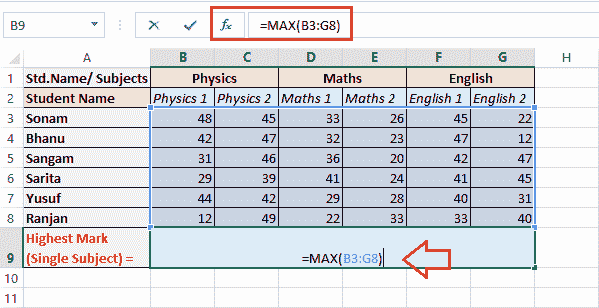 B9 fx =MAX(B3:G8)
A B C D E F G H
1 Std.Name/ Subjects Physics Maths English
2 Student Name Physics 1 Physics 2 Maths 1 Maths 2 English 1 English 2
3 Sonam 48 45 33 26 45 22
4 Bhanu 42 47 32 23 47 12
5 Sangam 31 46 36 20 42 47
6 Sarita 29 39 41 24 41 45
7 Yusuf 44 42 29 28 40 31
8 Ranjan 12 49 22 33 33 40
Highest Mark
9 (Single Subject) = =MAX(B3:G8)
10
11